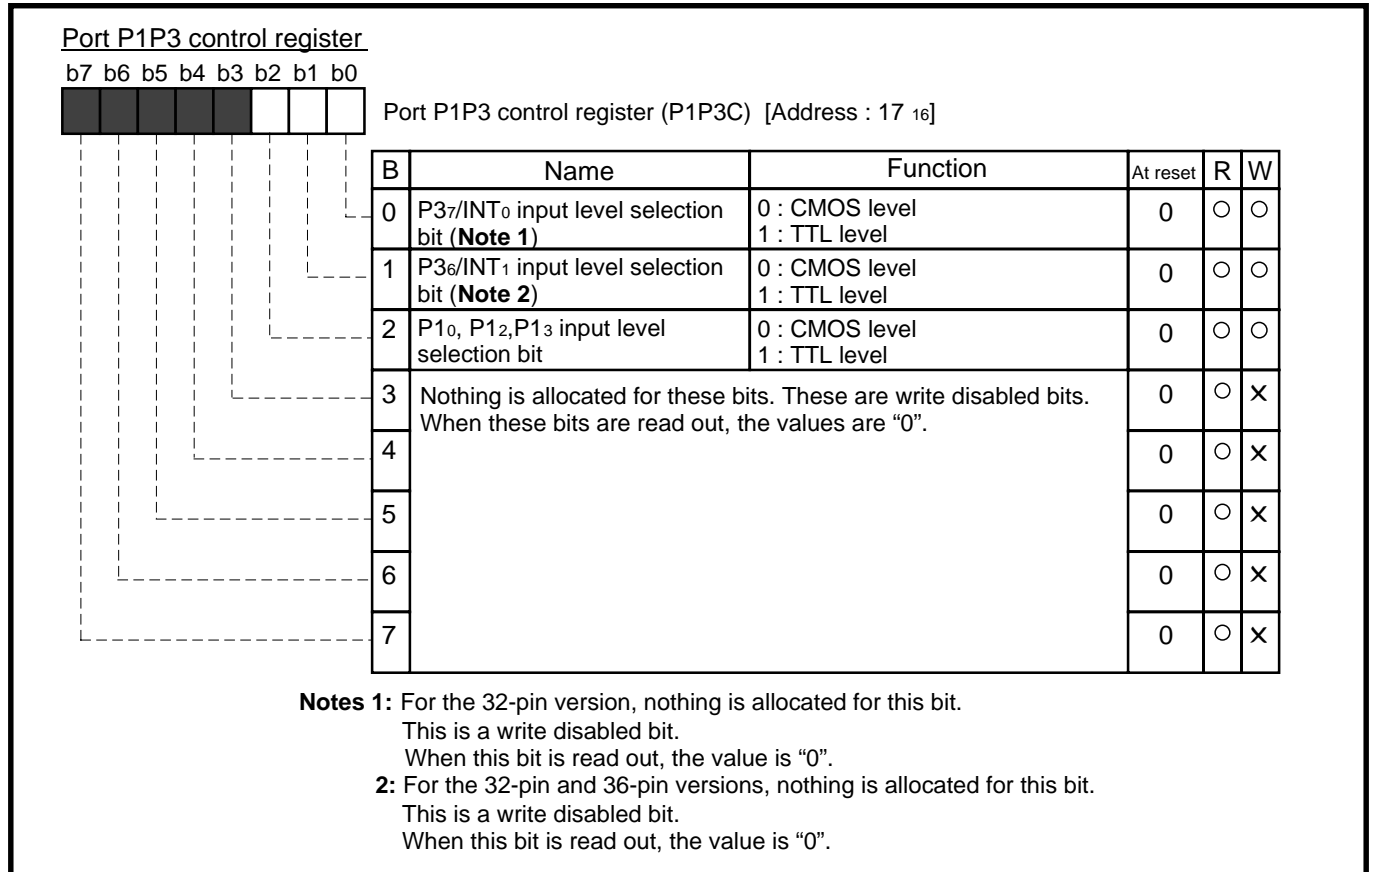 Port P1P3 control register
b7 b6 b5 b4 b3 b2 b1 b0
Port P1P3 control register (P1P3C) [Address : 17 16]
B Name Function At reset R W
0 P37/INT0 input level selection bit (Note 1) 0 : CMOS level 1 : TTL level 0 ○ ○
1 P36/INT1 input level selection bit (Note 2) 0 : CMOS level 1 : TTL level 0 ○ ○
2 P10, P12,P13 input level selection bit 0 : CMOS level 1 : TTL level 0 ○ ○
3 Nothing is allocated for these bits. These are write disabled bits. 0 ○ ×
When these bits are read out, the values are “0”.
4 0 ○ ×
5 0 ○ ×
6 0 ○ ×
7 0 ○ ×
Notes 1: For the 32-pin version, nothing is allocated for this bit.
This is a write disabled bit.
When this bit is read out, the value is “0”.
2: For the 32-pin and 36-pin versions, nothing is allocated for this bit.
This is a write disabled bit.
When this bit is read out, the value is “0”.